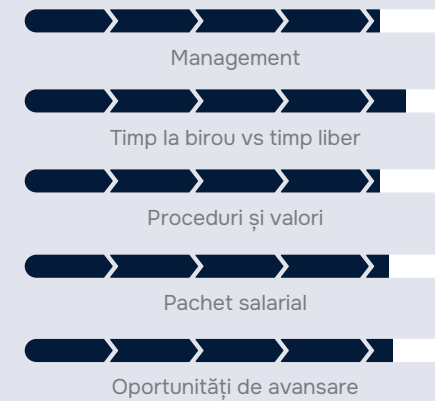 Management
Timp la birou vs timp liber
Proceduri și valori
Pachet salarial
Oportunități de avansare